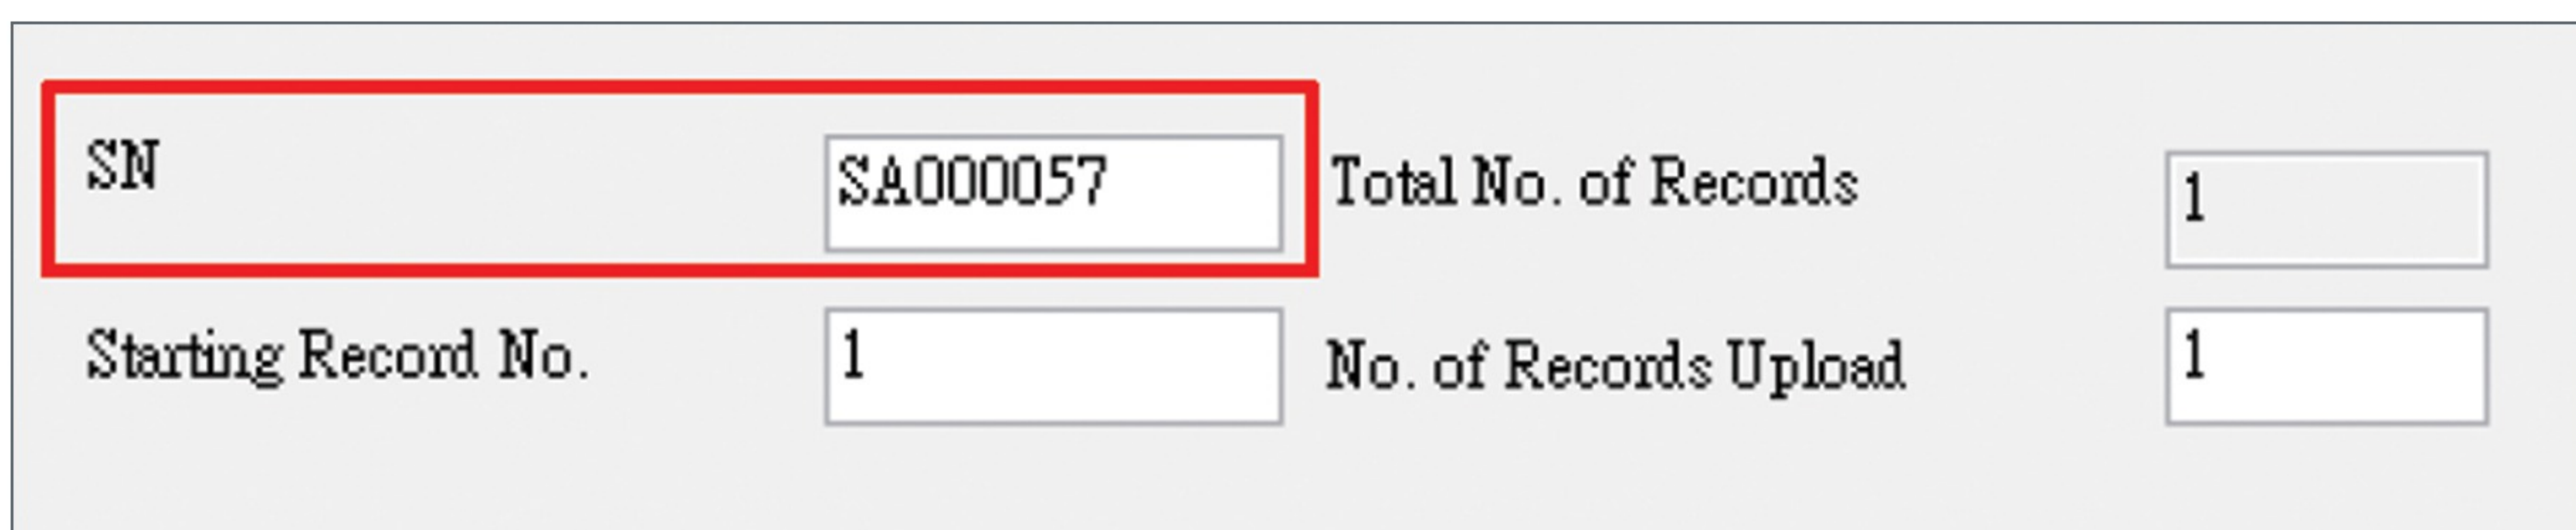 SN SA000057 Total No. of Records 1
Starting Record No. 1 No. of Records Upload 1